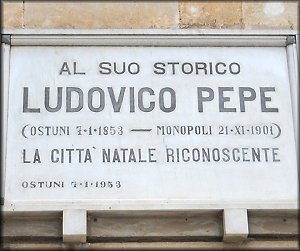 AL SUO STORICO
LUDOVICO PEPE
(OSTUNI 7-1-1853 — MONOPOLI 21-XI-1901)
LA CITTA' NATALE RICONOSCENTE
OSTUNI 7-1-1953